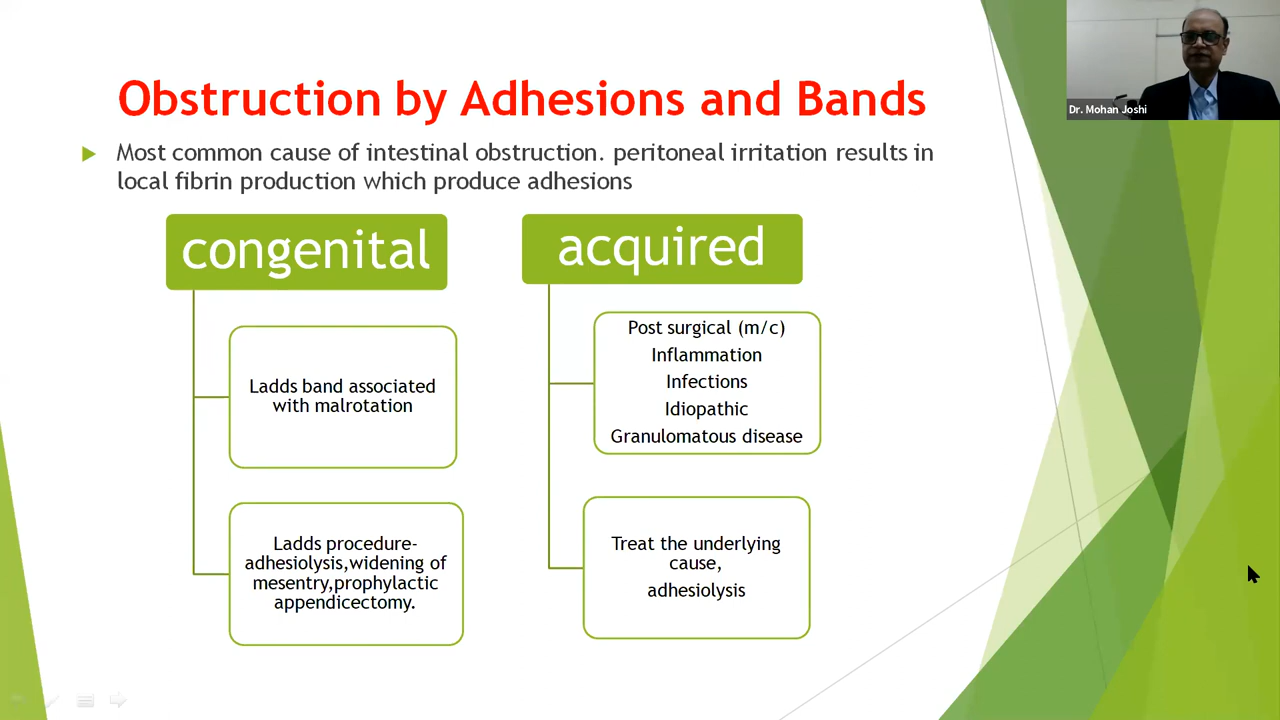 Dr. Mohan Joshi
Obstruction by Adhesions and Bands
Most common cause of intestinal obstruction. peritoneal irritation results in
local fibrin production which produce adhesions
congenital
Ladds band associated
with malrotation
Ladds procedure-
adhesiolysis,widening of
mesentry,prophylactic
appendicectomy.
acquired
Post surgical (m/c)
Inflammation
Infections
Idiopathic
Granulomatous disease
Treat the underlying
cause,
adhesiolysis